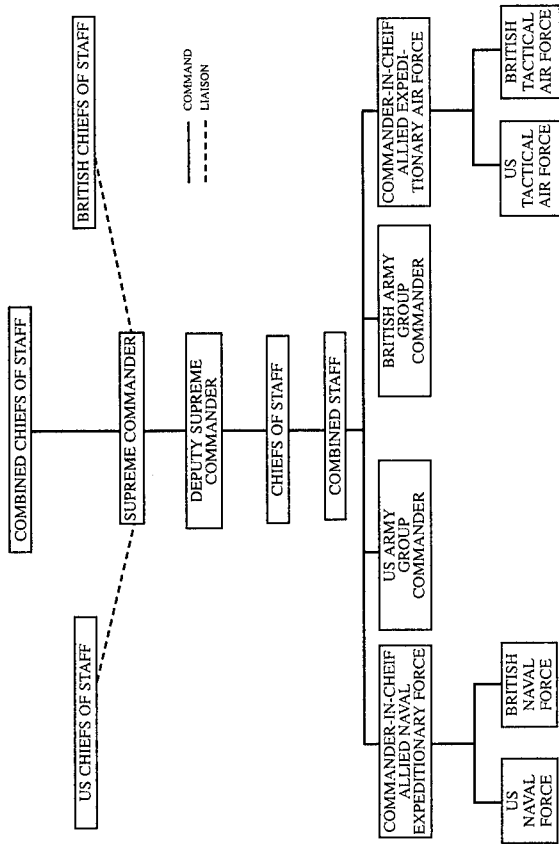 COMBINED CHIEFS OF STAFF
US CHIEFS OF STAFF
BRITISH CHIEFS OF STAFF
SUPREME COMMANDER
COMMAND
LIAISON
DEPUTY SUPREME
COMMANDER
CHIEFS OF STAFF
COMBINED STAFF
COMMANDER-IN-CHEIF
ALLIED NAVAL
EXPEDITIONARY FORCE
US ARMY
GROUP
COMMANDER
BRITISH ARMY
GROUP
COMMANDER
COMMANDER-IN-CHEIF
ALLIED EXPEDI-
TIONARY AIR FORCE
US
NAVAL
FORCE
BRITISH
NAVAL
FORCE
US
TACTICAL
AIR FORCE
BRITISH
TACTICAL
AIR FORCE